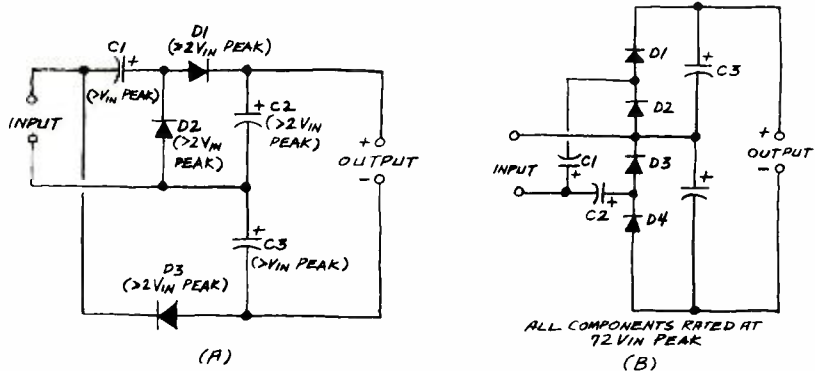 C1
+
(>VIN PEAK)
D1
(>2VIN PEAK)
D2
(>2VIN
PEAK)
+
C2
(>2VIN
PEAK)
INPUT
+
OUTPUT
-
+
C3
(>VIN PEAK)
D3
(>2VIN PEAK)
(A)
D1
D2
+
C3
C1
+
D3
INPUT
C2
+
D4
+
+
OUTPUT
-
ALL COMPONENTS RATED AT
72 VIN PEAK
(B)